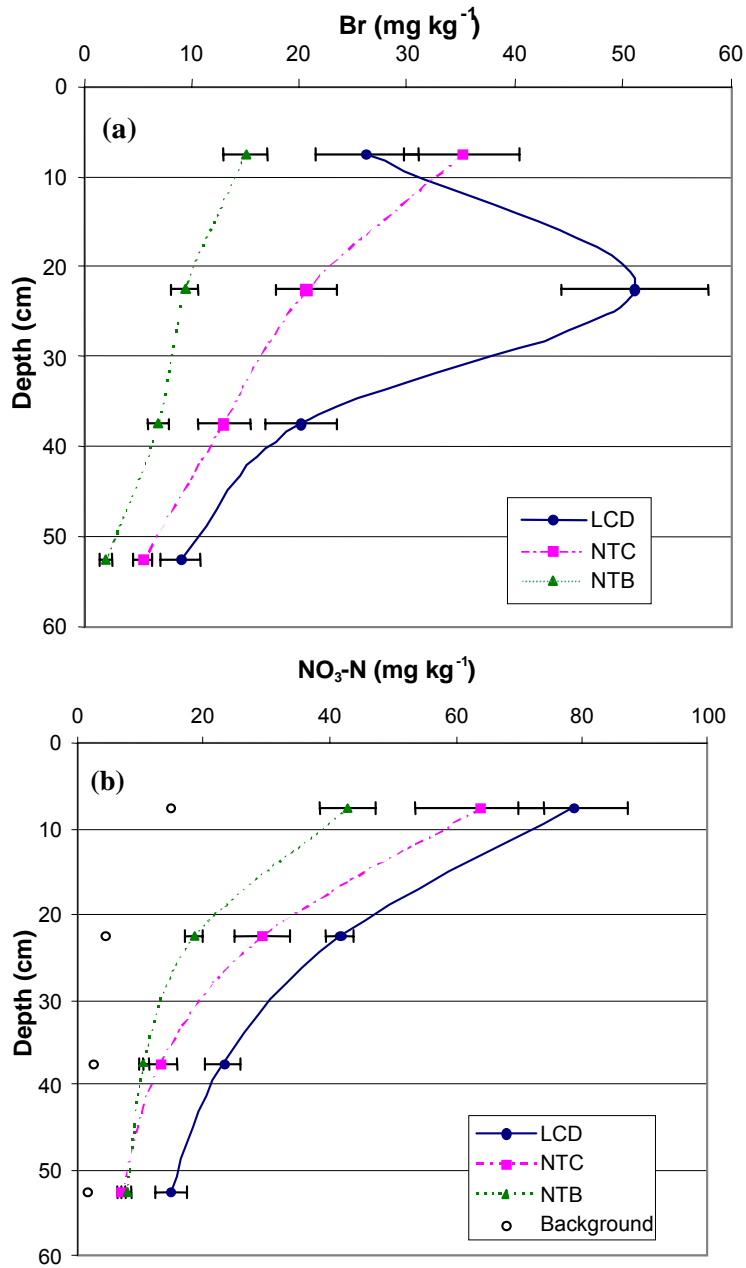 Br (mg kg⁻¹)
0 10 20 30 40 50 60
0
10
20
30
40
50
60
Depth (cm)
(a)
LCD
NTC
NTB
NO₃-N (mg kg⁻¹)
0 20 40 60 80 100
0
10
20
30
40
50
60
Depth (cm)
(b)
LCD
NTC
NTB
Background